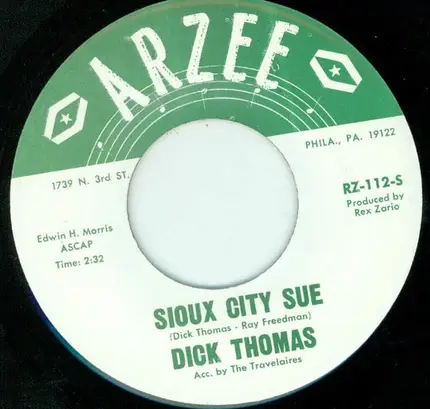 ARZEE
1739 N. 3rd ST.
PHILA., PA. 19122
Edwin H. Morris
ASCAP
Time: 2:32
RZ-112-S
Produced by
Rex Zario
SIOUX CITY SUE
(Dick Thomas - Ray Freedman)
DICK THOMAS
Acc. by The Travelaires